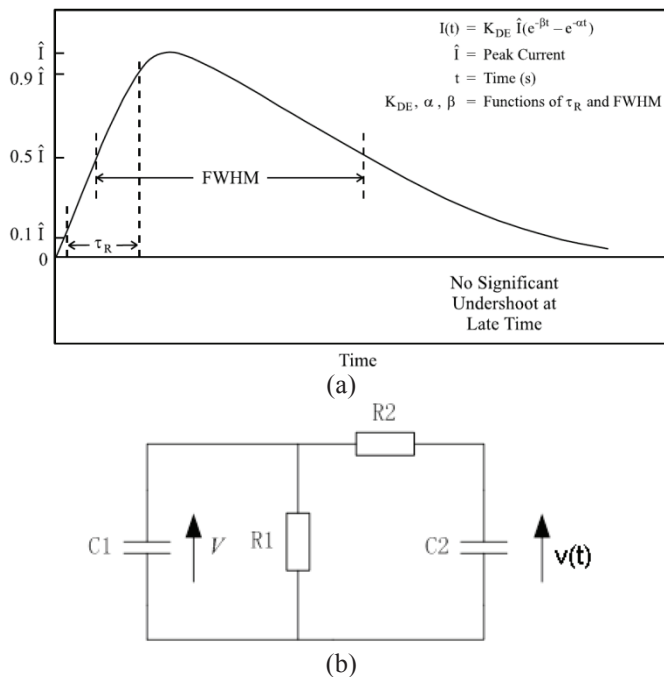 I(t) = K_DE Î(e^-βt – e^-αt)
Î = Peak Current
t = Time (s)
K_DE, α, β = Functions of τ_R and FWHM
Î
0.9 Î
0.5 Î
FWHM
0.1 Î
τ_R
0
No Significant
Undershoot at
Late Time
Time
(a)
R2
C1
V
R1
C2
v(t)
(b)